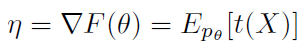 η = ∇F(θ) = E_{p_θ}[t(X)]